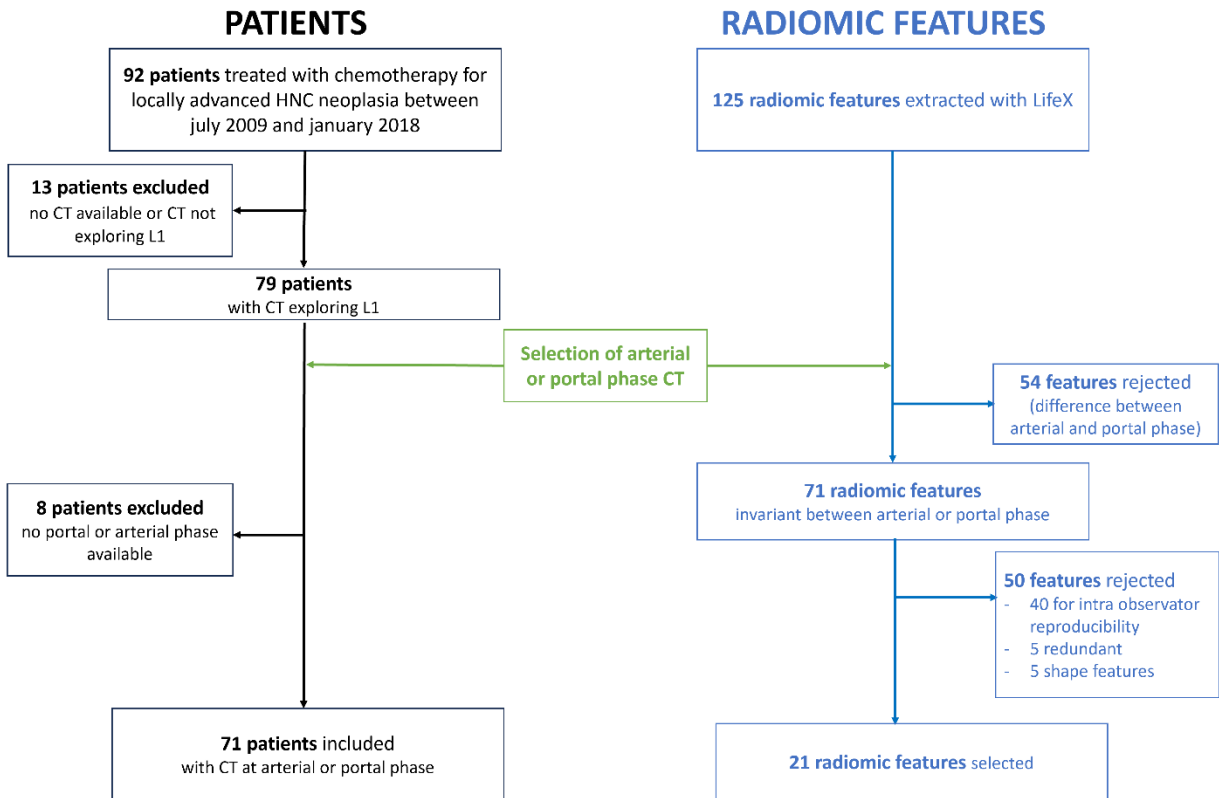 PATIENTS
92 patients treated with chemotherapy for
locally advanced HNC neoplasia between
july 2009 and january 2018
13 patients excluded
no CT available or CT not
exploring L1
79 patients
with CT exploring L1
8 patients excluded
no portal or arterial phase
available
71 patients included
with CT at arterial or portal phase
Selection of arterial
or portal phase CT
RADIOMIC FEATURES
125 radiomic features extracted with LifeX
54 features rejected
(difference between
arterial and portal phase)
71 radiomic features
invariant between arterial or portal phase
50 features rejected
- 40 for intra observator
reproducibility
- 5 redundant
- 5 shape features
21 radiomic features selected